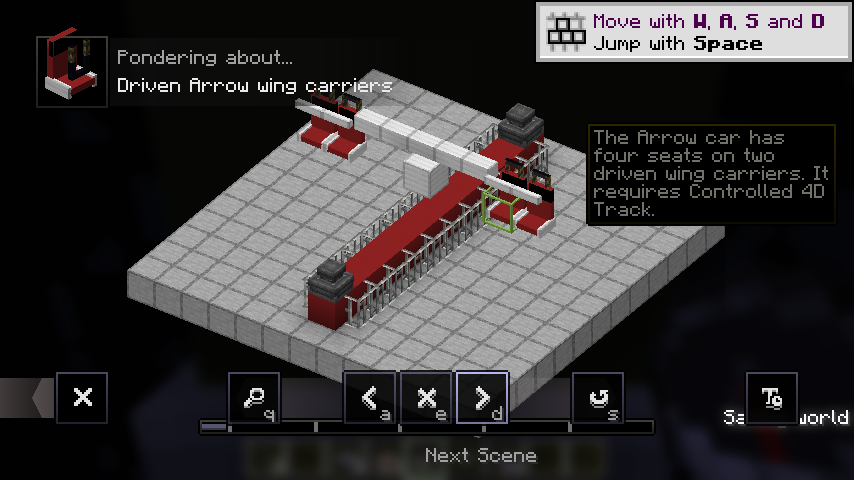 Move with W, A, S and D
Jump with Space
Pondering about...
Driven Arrow wing carriers
The Arrow car has
four seats on two
driven wing carriers. It
requires Controlled 4D
Track.
q
a
e
d
s
Next Scene